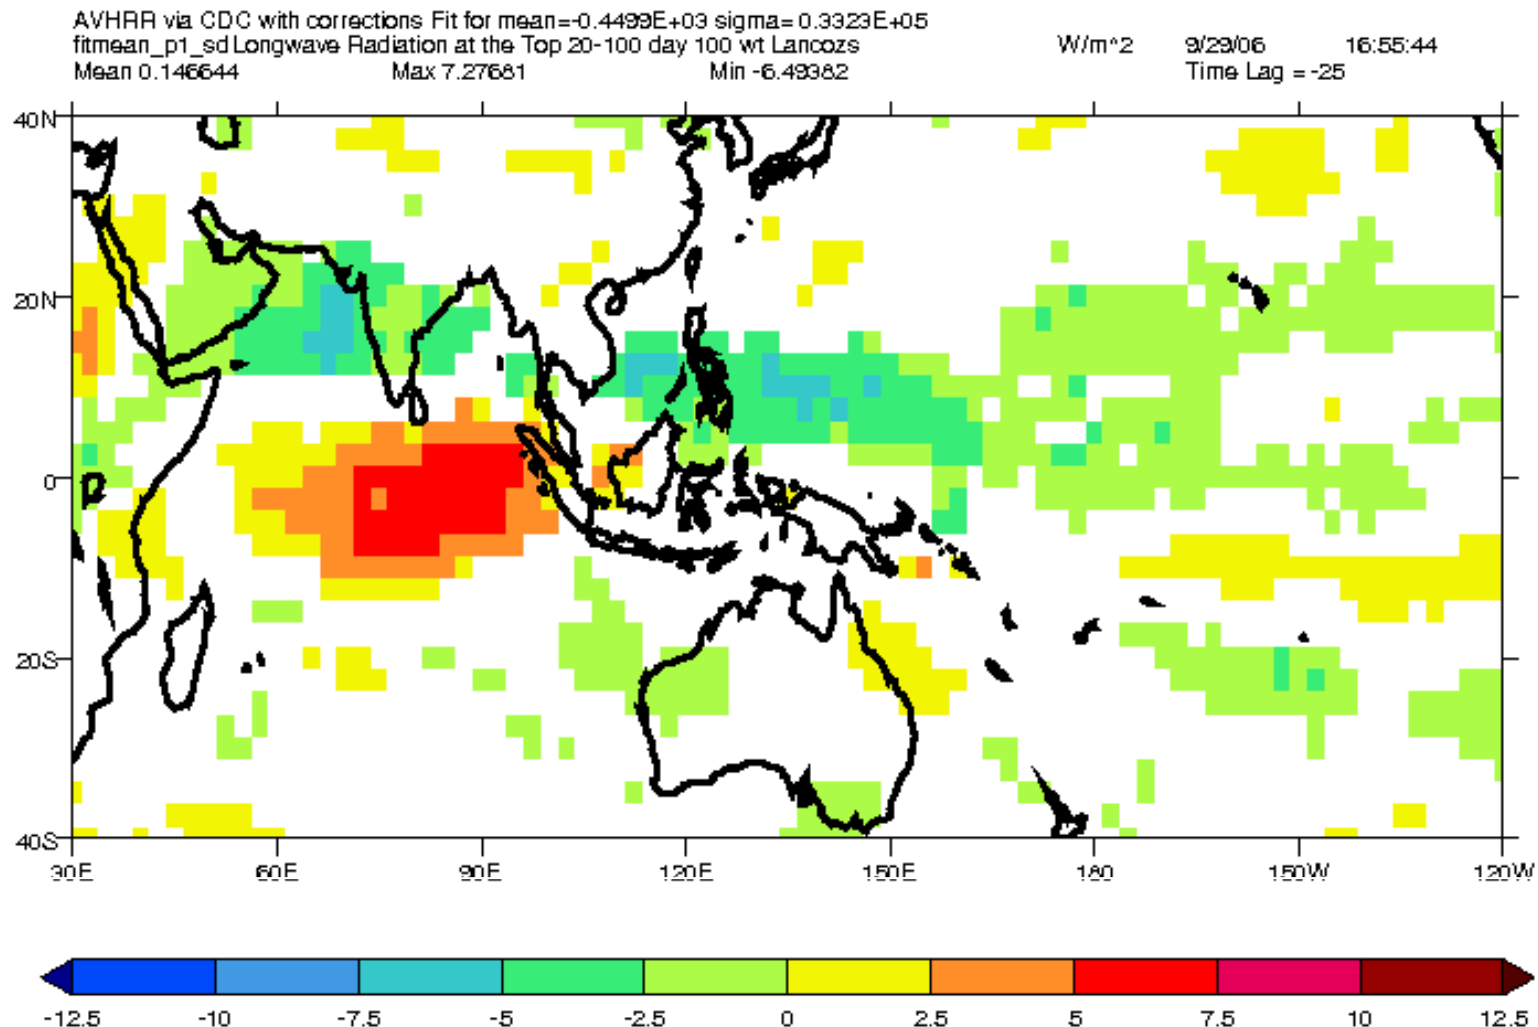 AVHRR via CDC with corrections Fit for mean=-0.4499E+03 sigma= 0.3323E+05
fitmean_p1_sdLongwave Radiation at the Top 20-100 day 100 wt Lancozs W/m^2 9/29/06 16:55:44
Mean 0.146644 Max 7.27681 Min -6.49382 Time Lag = -25
40N
20N
0
20S
40S
30E 60E 90E 120E 150E 180 150W 120W
-12.5 -10 -7.5 -5 -2.5 0 2.5 5 7.5 10 12.5